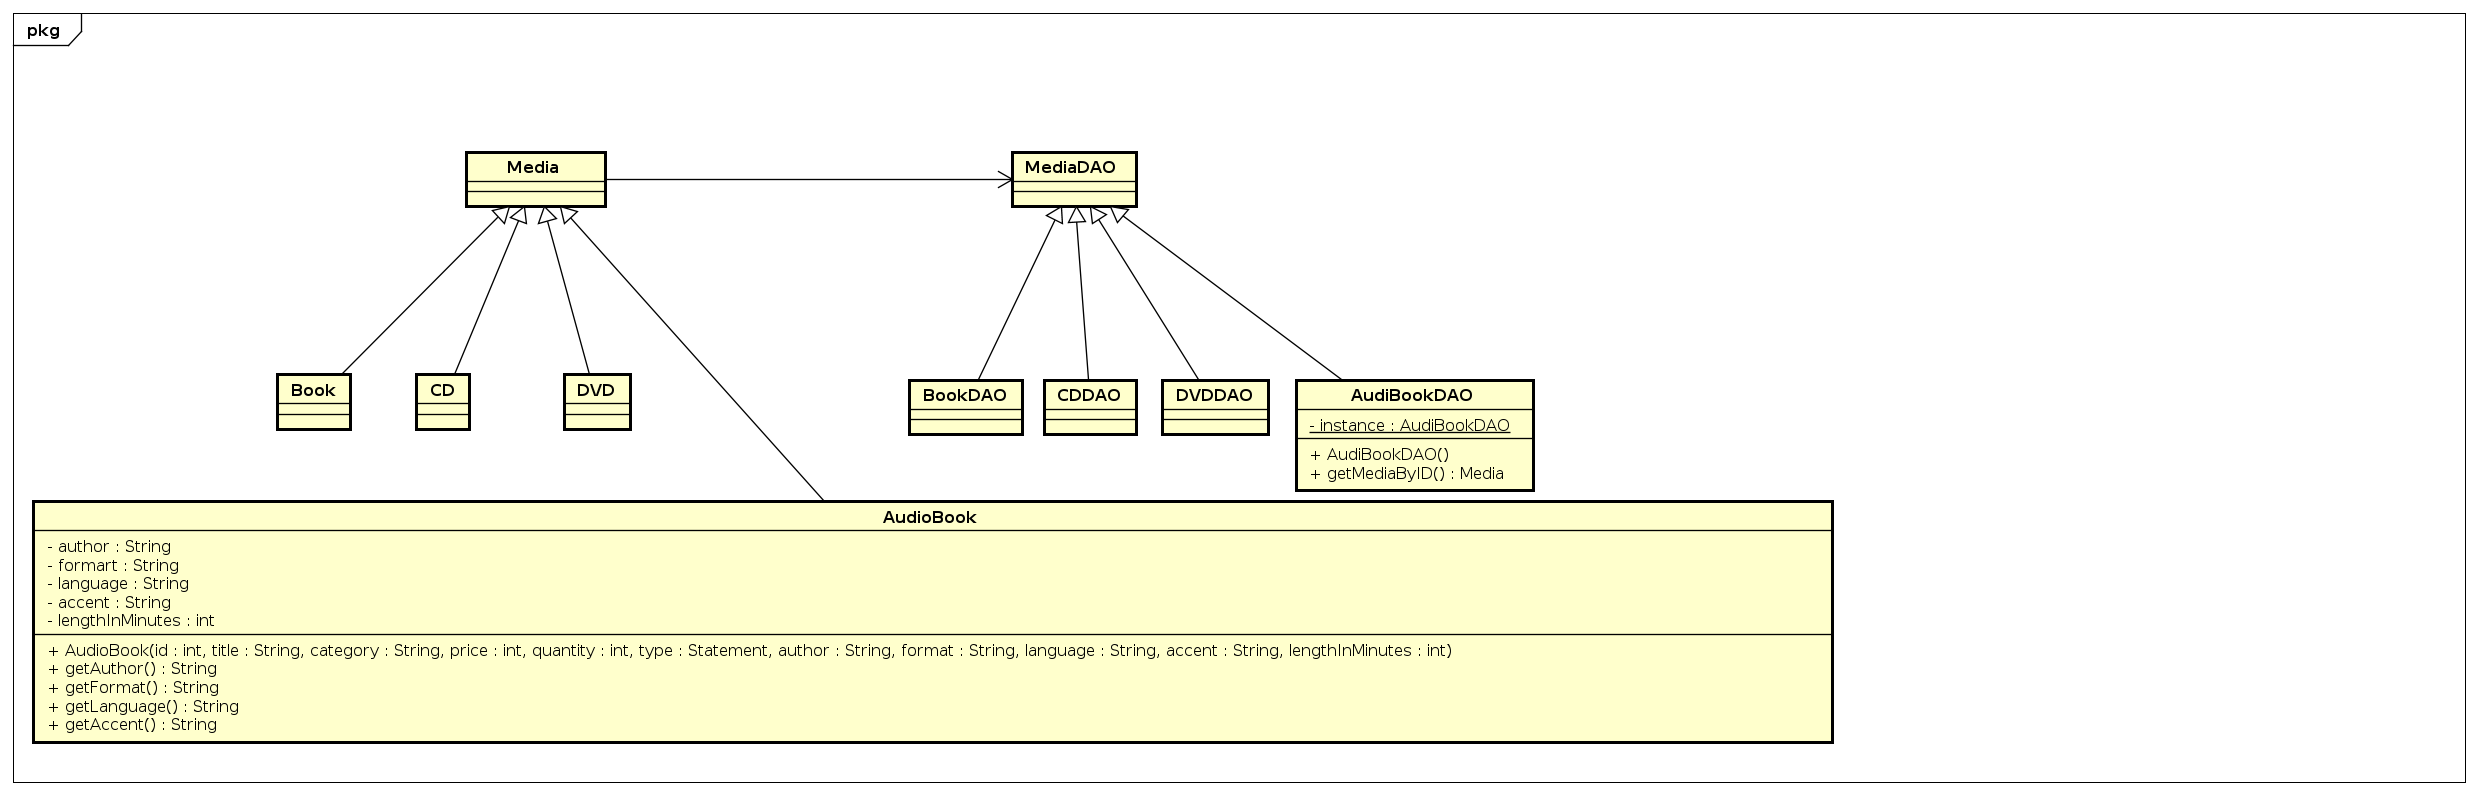 pkg
Media
MediaDAO
Book
CD
DVD
BookDAO
CDDAO
DVDDAO
AudiBookDAO
- instance : AudiBookDAO
+ AudiBookDAO()
+ getMediaByID() : Media
AudioBook
- author : String
- formart : String
- language : String
- accent : String
- lengthInMinutes : int
+ AudioBook(id : int, title : String, category : String, price : int, quantity : int, type : Statement, author : String, format : String, language : String, accent : String, lengthInMinutes : int)
+ getAuthor() : String
+ getFormat() : String
+ getLanguage() : String
+ getAccent() : String